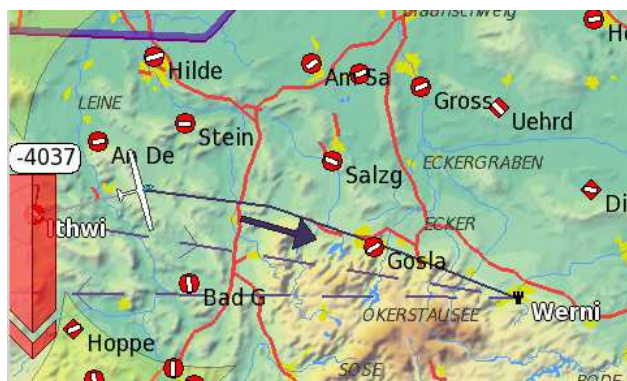 Braunschweig
Hilde
Am Sa
LEINE
Gross
Uehrd
Stein
An De
-4037
Salzg
ECKERGRABEN
Di
Ithwi
ECKER
Gosla
Bad G
OKERSTAUSEE
Werni
Hoppe
SOSE
BODE